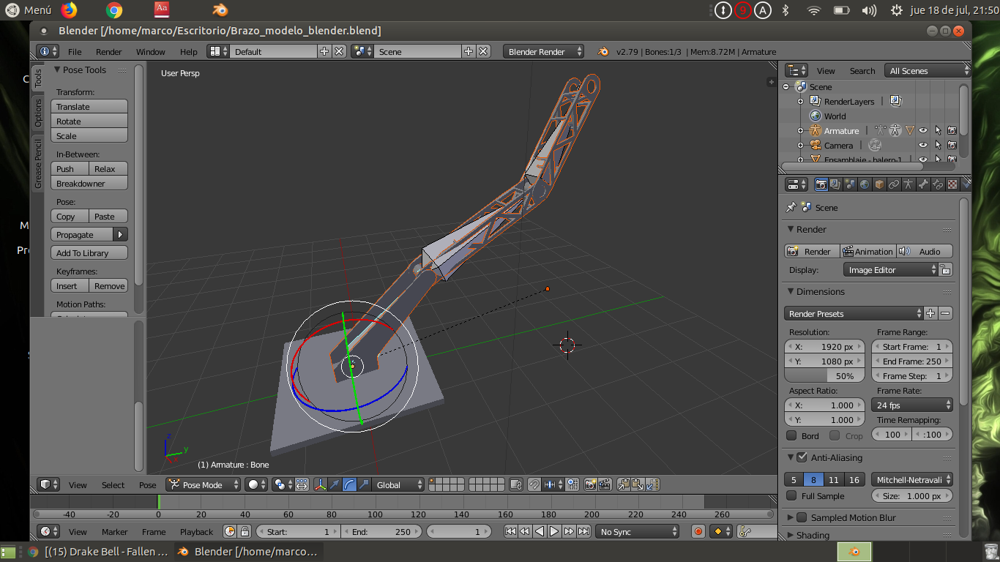 Menú
Aa
9
A
jue 18 de jul, 21:50
Blender [/home/marco/Escritorio/Brazo_modelo_blender.blend]
File Render Window Help Default Scene Blender Render v2.79 | Bones:1/3 | Mem:8.72M | Armature
Tools
Options
Grease Pencil
Pose Tools
Transform:
Translate
Rotate
Scale
In-Between:
Push Relax
Breakdowner
Pose:
Copy Paste
Propagate
Add To Library
Keyframes:
Insert Remove
Motion Paths:
User Persp
z
y
x
(1) Armature : Bone
View Search All Scenes
Scene
RenderLayers
World
Armature
Camera
Ensamblaje - balero-1
Scene
Render
Render Animation Audio
Display: Image Editor
Dimensions
Render Presets
Resolution: Frame Range:
X: 1920 px Start Frame: 1
Y: 1080 px End Frame: 250
50% Frame Step: 1
Aspect Ratio: Frame Rate:
X: 1.000 24 fps
Y: 1.000 Time Remapping:
Bord Crop 100 :100
Anti-Aliasing
5 8 11 16 Mitchell-Netravali
Full Sample Size: 1.000 px
Sampled Motion Blur
Shading
View Select Pose Pose Mode Global
-40 -20 0 20 40 60 80 100 120 140 160 180 200 220 240 260
View Marker Frame Playback Start: 1 End: 250 1 No Sync
[(15) Drake Bell - Fallen ... Blender [/home/marco...